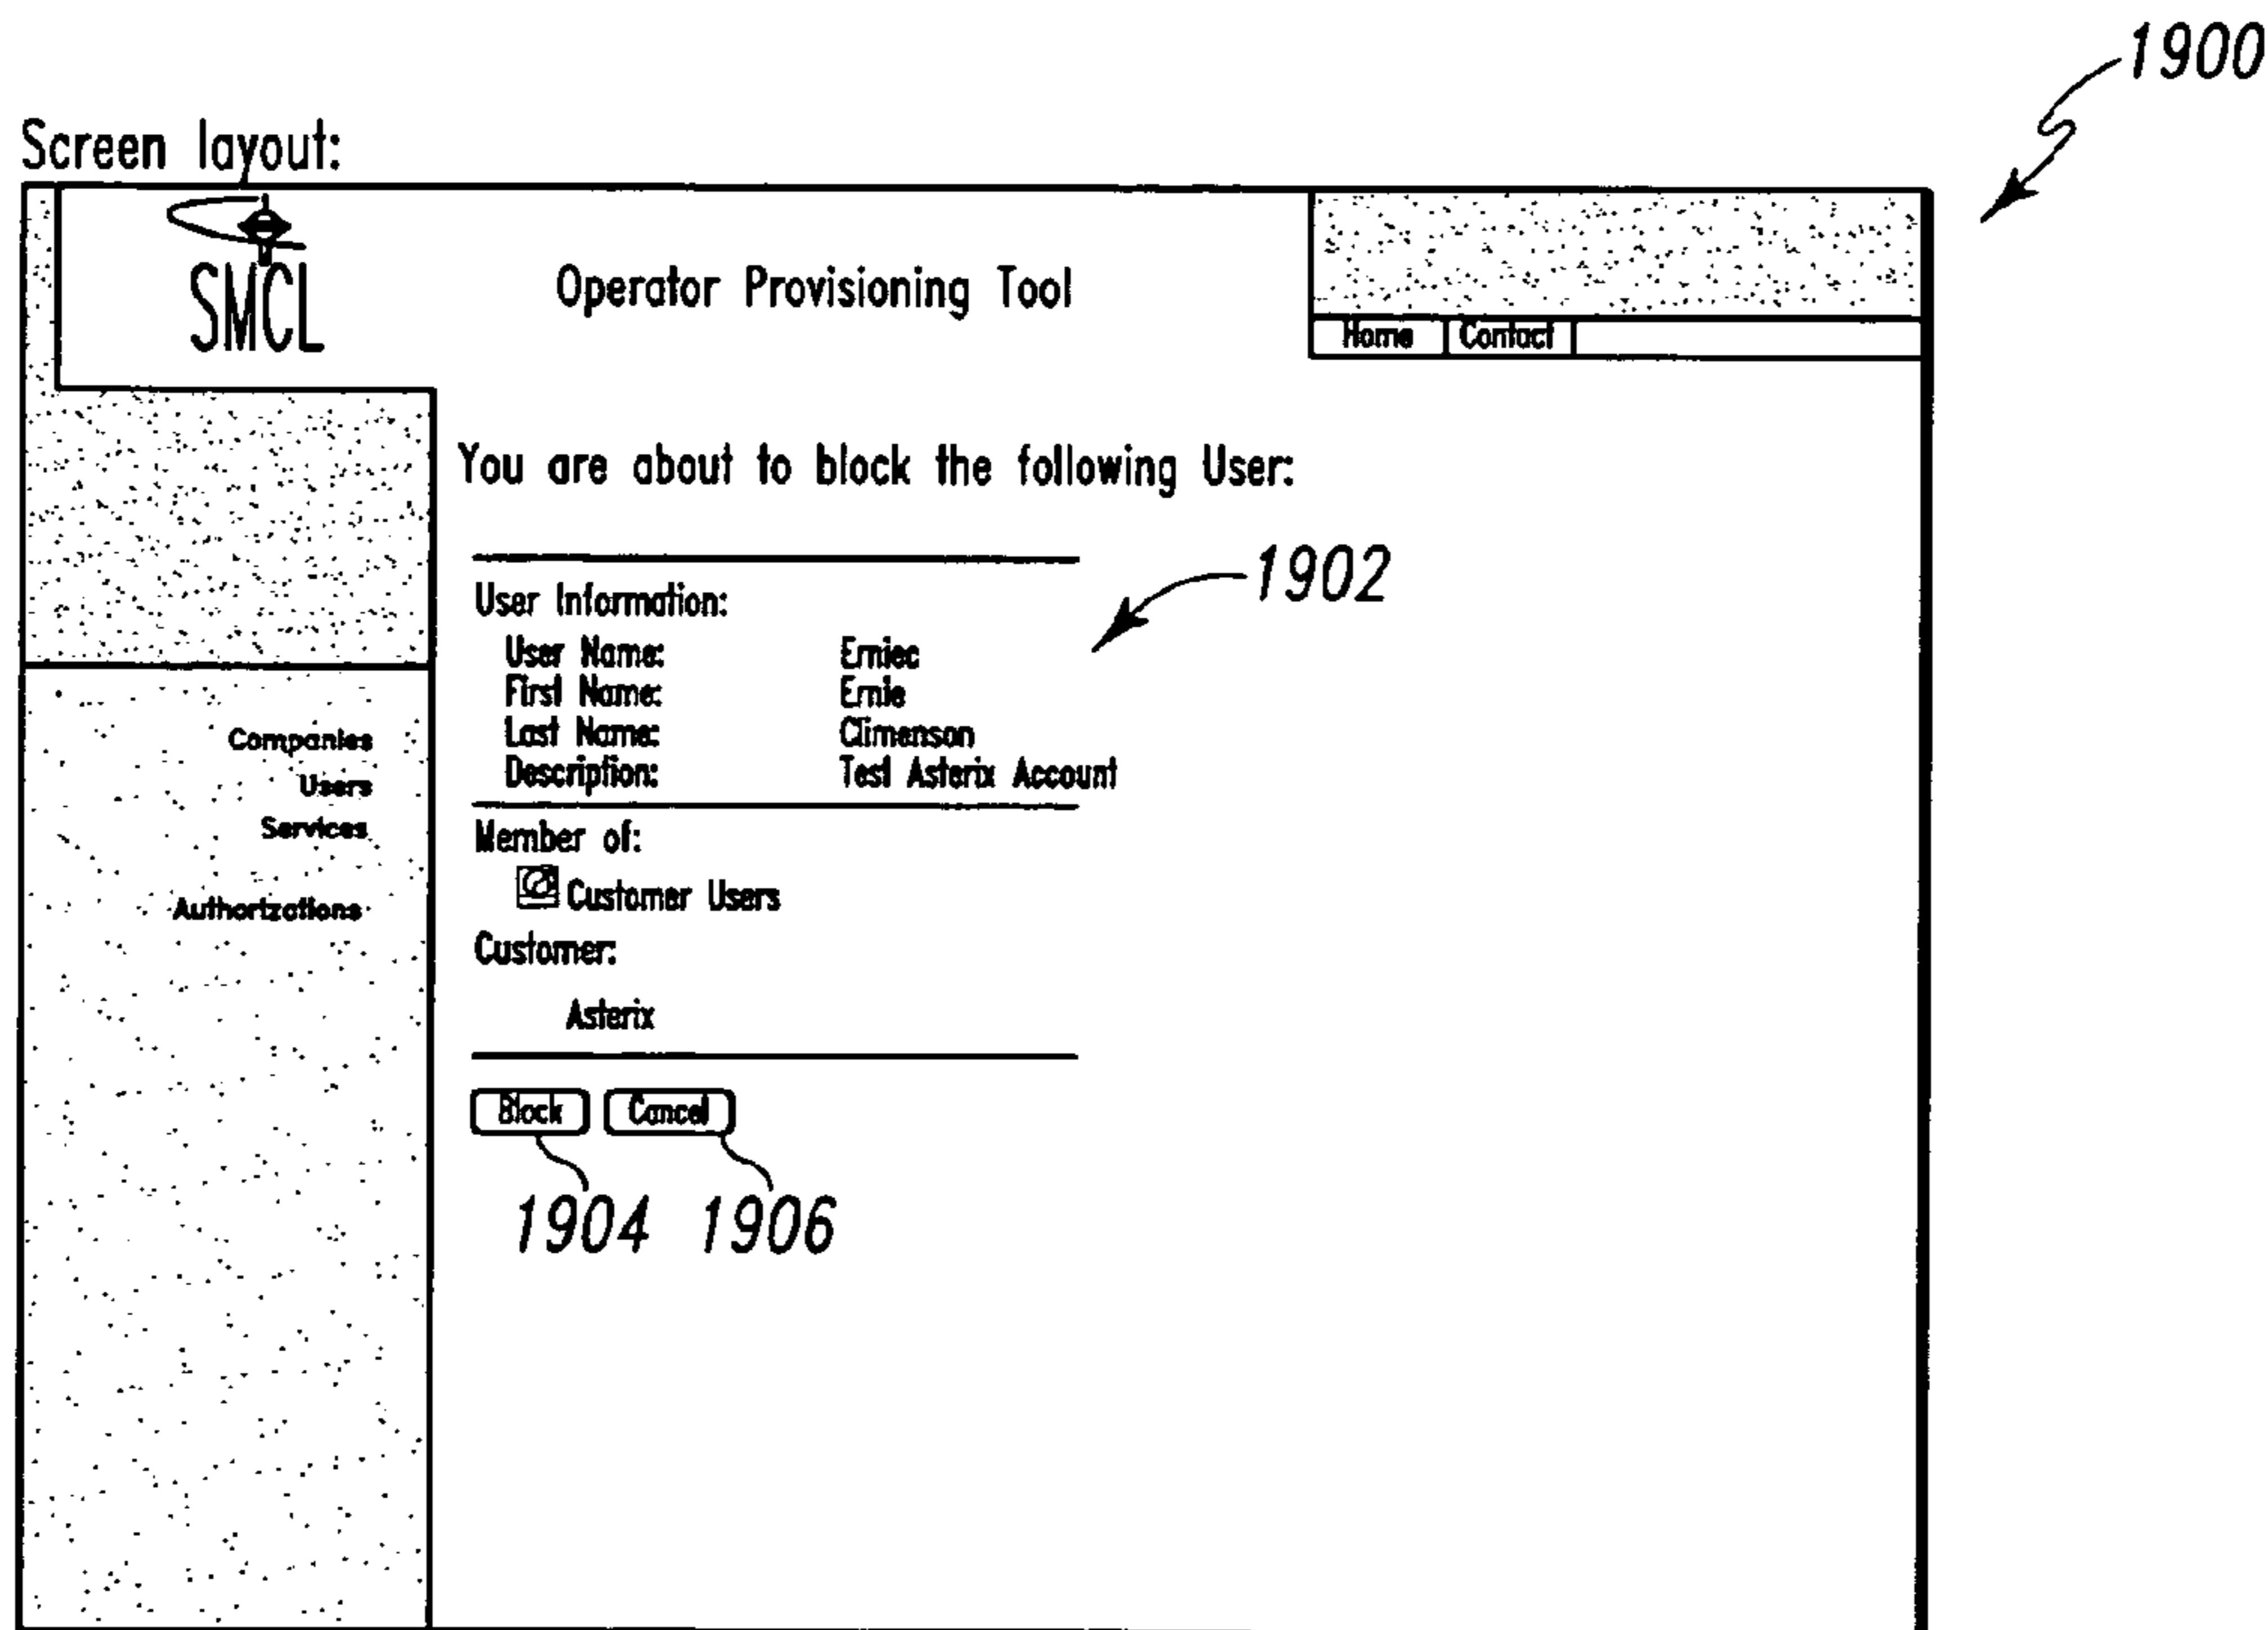 1900
Screen layout:
SMCL
Operator Provisioning Tool
Home Contact
You are about to block the following User:
1902
User Information:
User Name: Erniec
First Name: Ernie
Last Name: Climenson
Description: Test Asterix Account
Companies
Users
Services
Authorizations
Member of:
Customer Users
Customer:
Asterix
Block Cancel
1904 1906